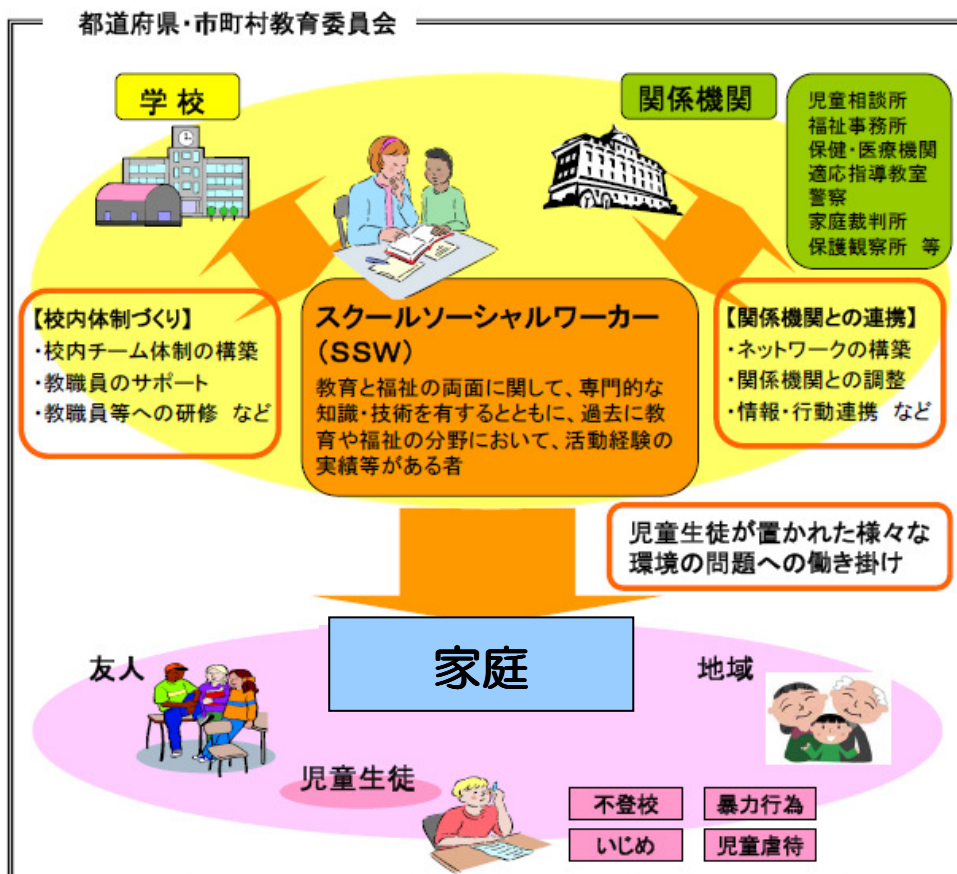 都道府県・市町村教育委員会
学校
関係機関
児童相談所
福祉事務所
保健・医療機関
適応指導教室
警察
家庭裁判所
保護観察所 等
【校内体制づくり】
・校内チーム体制の構築
・教職員のサポート
・教職員等への研修 など
スクールソーシャルワーカー
(SSW)
教育と福祉の両面に関して、専門的な
知識・技術を有するとともに、過去に教
育や福祉の分野において、活動経験の
実績等がある者
【関係機関との連携】
・ネットワークの構築
・関係機関との調整
・情報・行動連携 など
児童生徒が置かれた様々な
環境の問題への働き掛け
友人
家庭
地域
児童生徒
不登校
暴力行為
いじめ
児童虐待